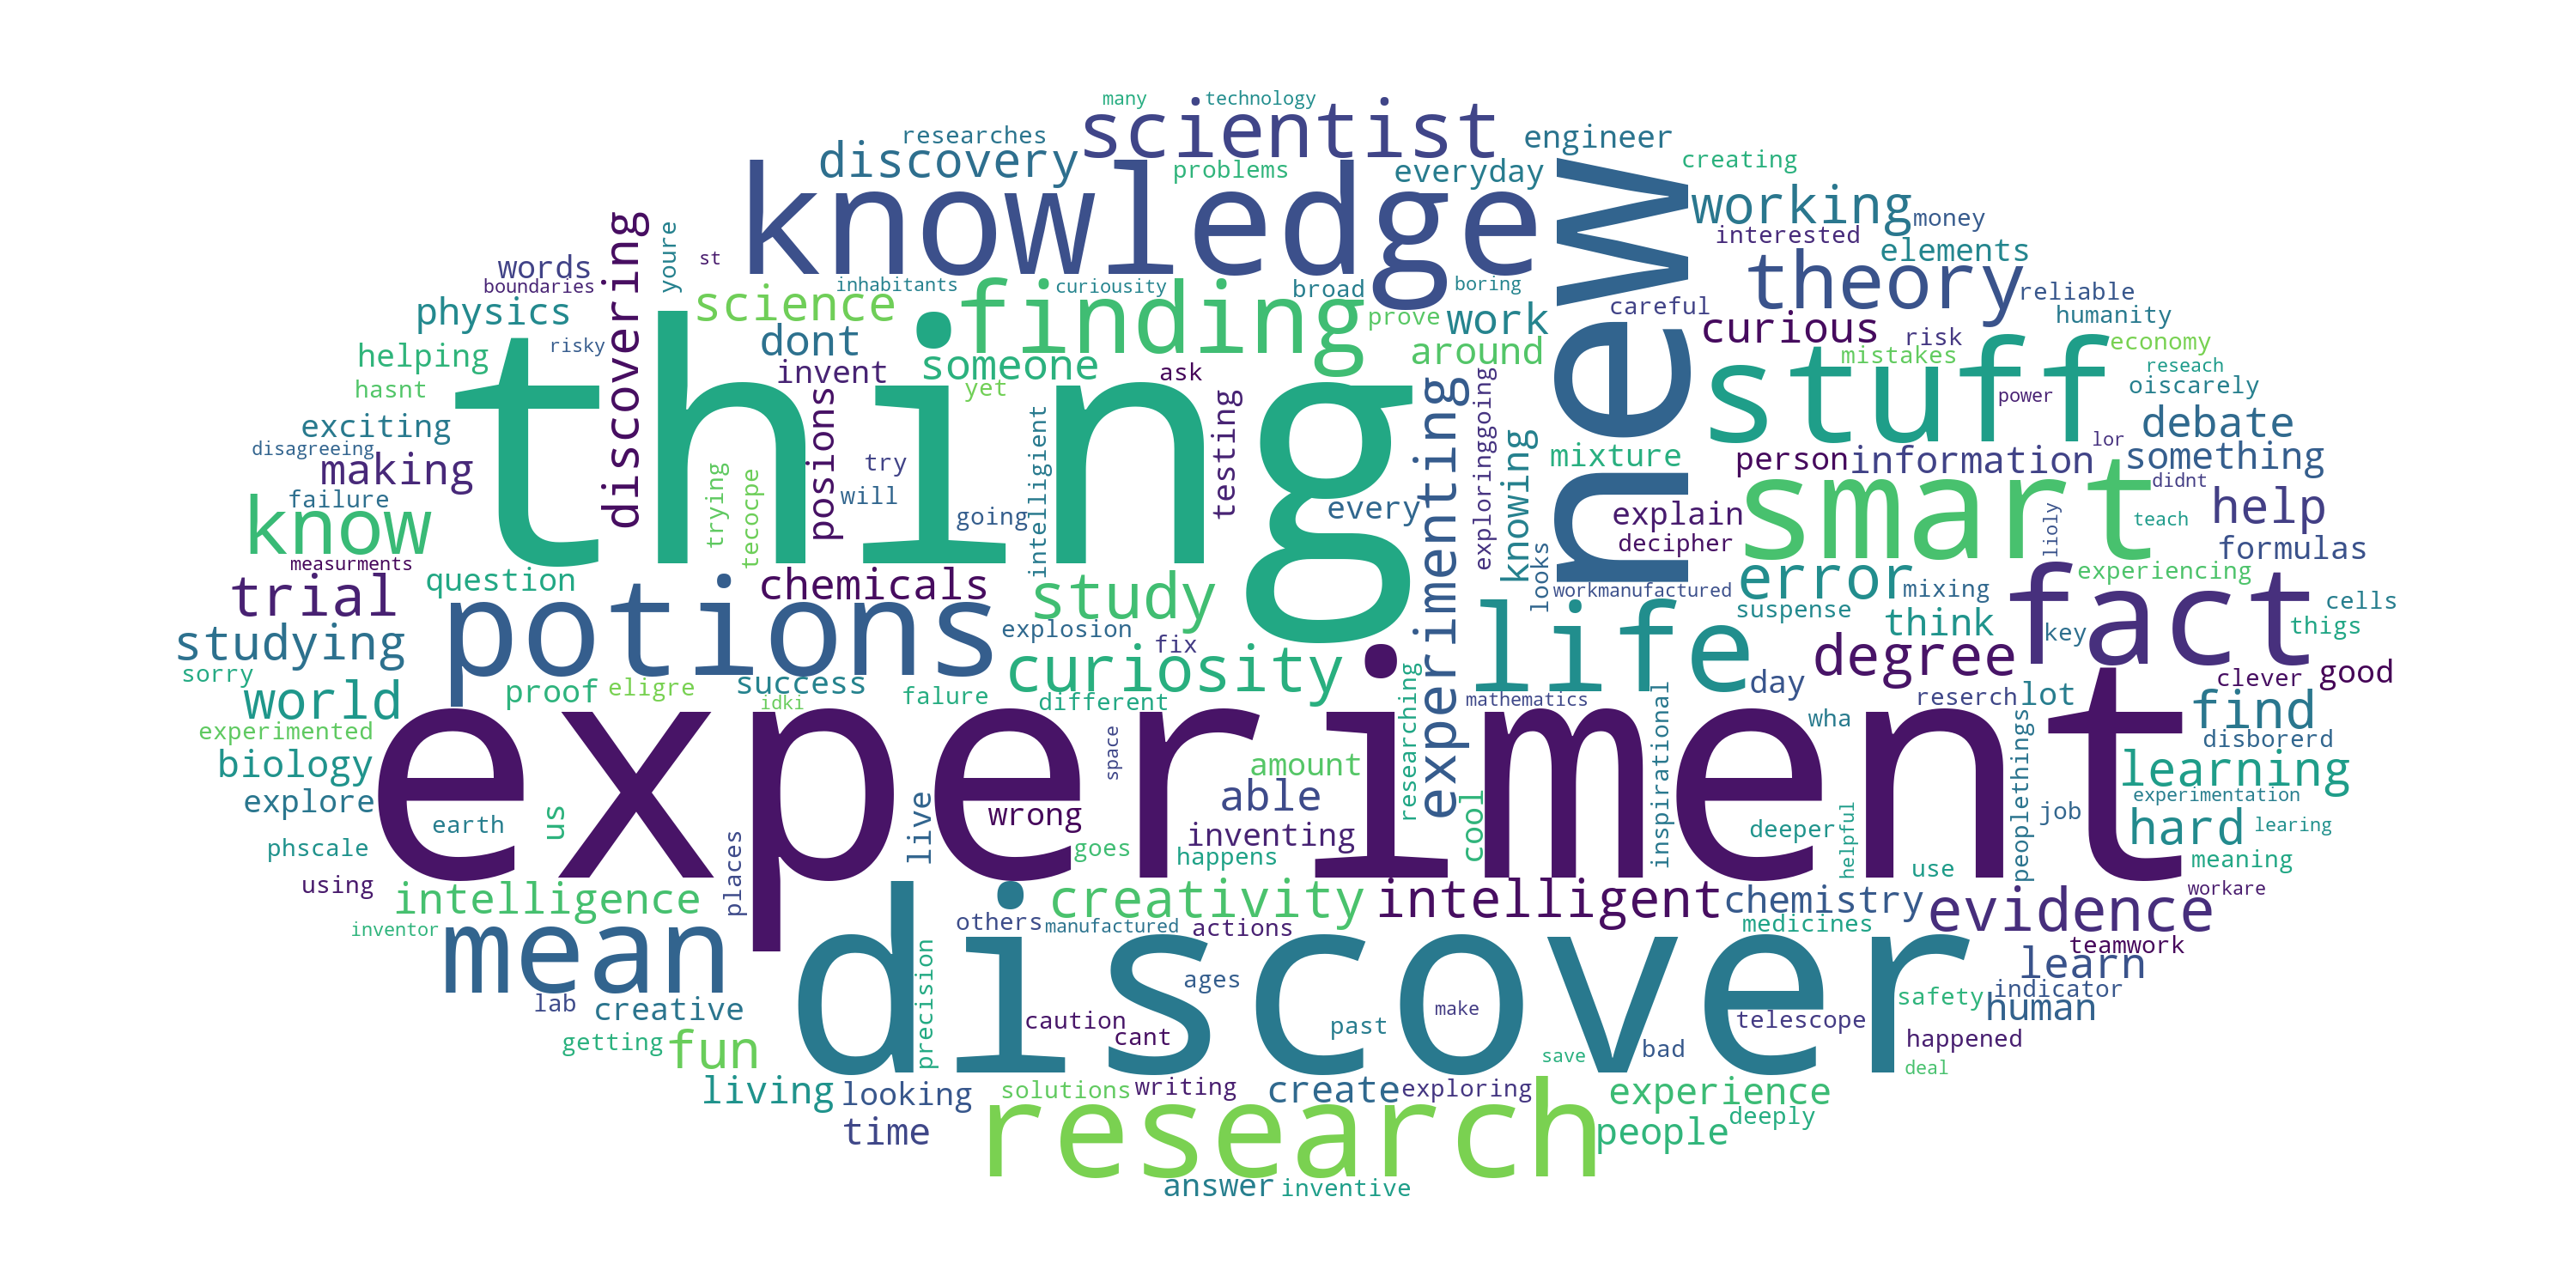 many technology
scientist
researches
engineer
discovery
problems
everyday
creating
knowledge
new
working
money
discovering
youre
st
interested
elements
words
boundaries
science
inhabitants
finding
curiousity
broad
boring
theory
reliable
physics
dont
prove
work
careful
curious
risk
humanity
helping
risky
thing
invent
someone
yet
ask
around
mistakes
stuff
economy
reseach
hasnt
posions
experimenting
exploringgoing
power
oiscarely
exciting
disagreeing
making
trying
tecocpe
try
will
intelligient
testing
knowing
mixture
person
information
lor
debate
something
failure
know
going
every
looks
explain
decipher
smart
didnt
teach
lioly
help
formulas
measurments
trial
question
potions
chemicals
study
workmanufactured
error
mixing
experiencing
suspense
fact
cells
studying
explosion
fix
life
think
key
thigs
sorry
world
proof
eligre
success
idki
falure
curiosity
different
researching
mathematics
inspirational
day
degree
reserch
lot
clever
good
experimented
experiment
wha
peoplethings
find
disborerd
biology
space
amount
learning
explore
earth
us
live
wrong
able
inventing
cool
deeper
helpful
job
experimentation
hard
learing
phscale
places
goes
happens
use
meaning
using
intelligence
creativity
intelligent
chemistry
evidence
workare
inventor
mean
discover
others
manufactured
actions
medicines
teamwork
precision
ages
learn
lab
creative
caution
cant
past
make
telescope
safety
indicator
human
getting
fun
save
bad
happened
deal
living
looking
solutions
writing
create
exploring
experience
time
research
people
deeply
answer
inventive